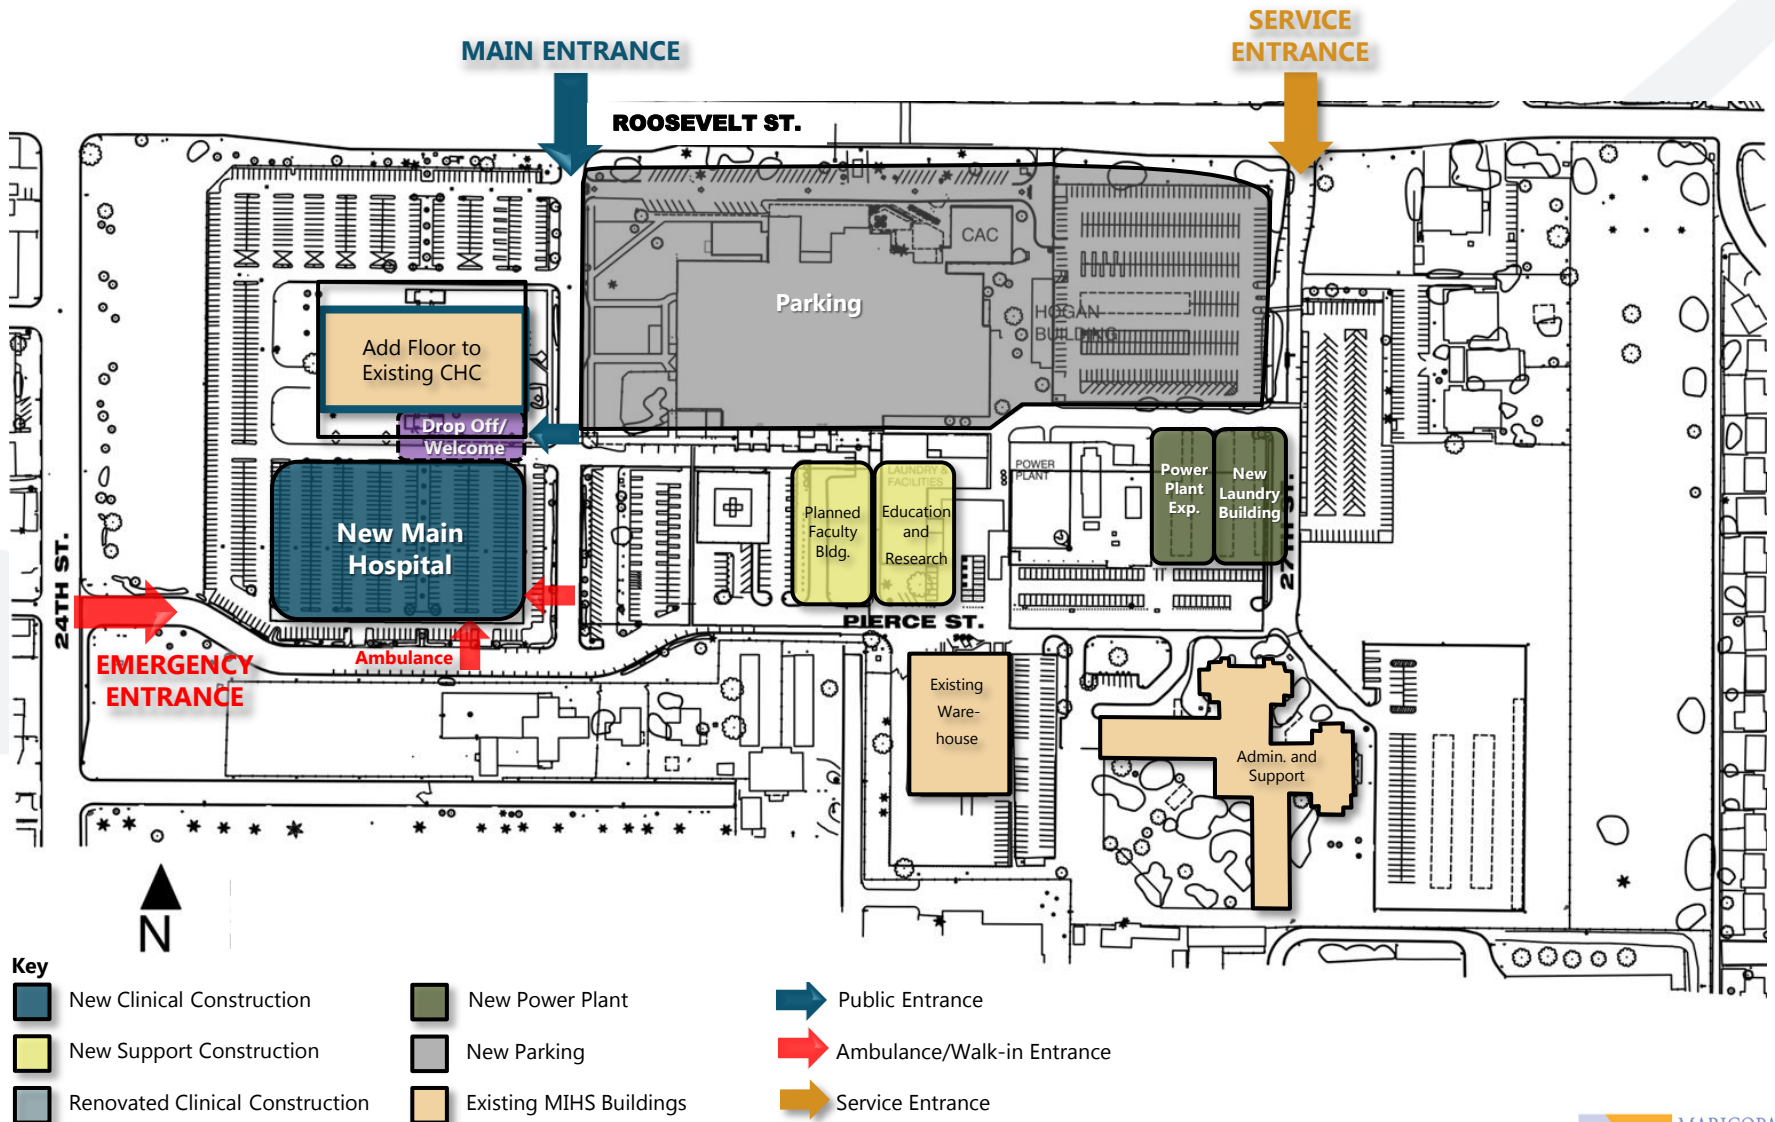 MAIN ENTRANCE
SERVICE
ENTRANCE
ROOSEVELT ST.
CAC
Parking
HOGAN
BUILDING
Add Floor to
Existing CHC
Drop Off/
Welcome
New Main
Hospital
24TH ST.
EMERGENCY
ENTRANCE
Ambulance
Planned
Faculty
Bldg.
LAUNDRY &
FACILITIES
Education
and
Research
POWER
PLANT
Power
Plant
Exp.
New
Laundry
Building
27TH ST.
PIERCE ST.
Existing
Ware-
house
Admin. and
Support
N
Key
New Clinical Construction
New Power Plant
Public Entrance
New Support Construction
New Parking
Ambulance/Walk-in Entrance
Renovated Clinical Construction
Existing MIHS Buildings
Service Entrance